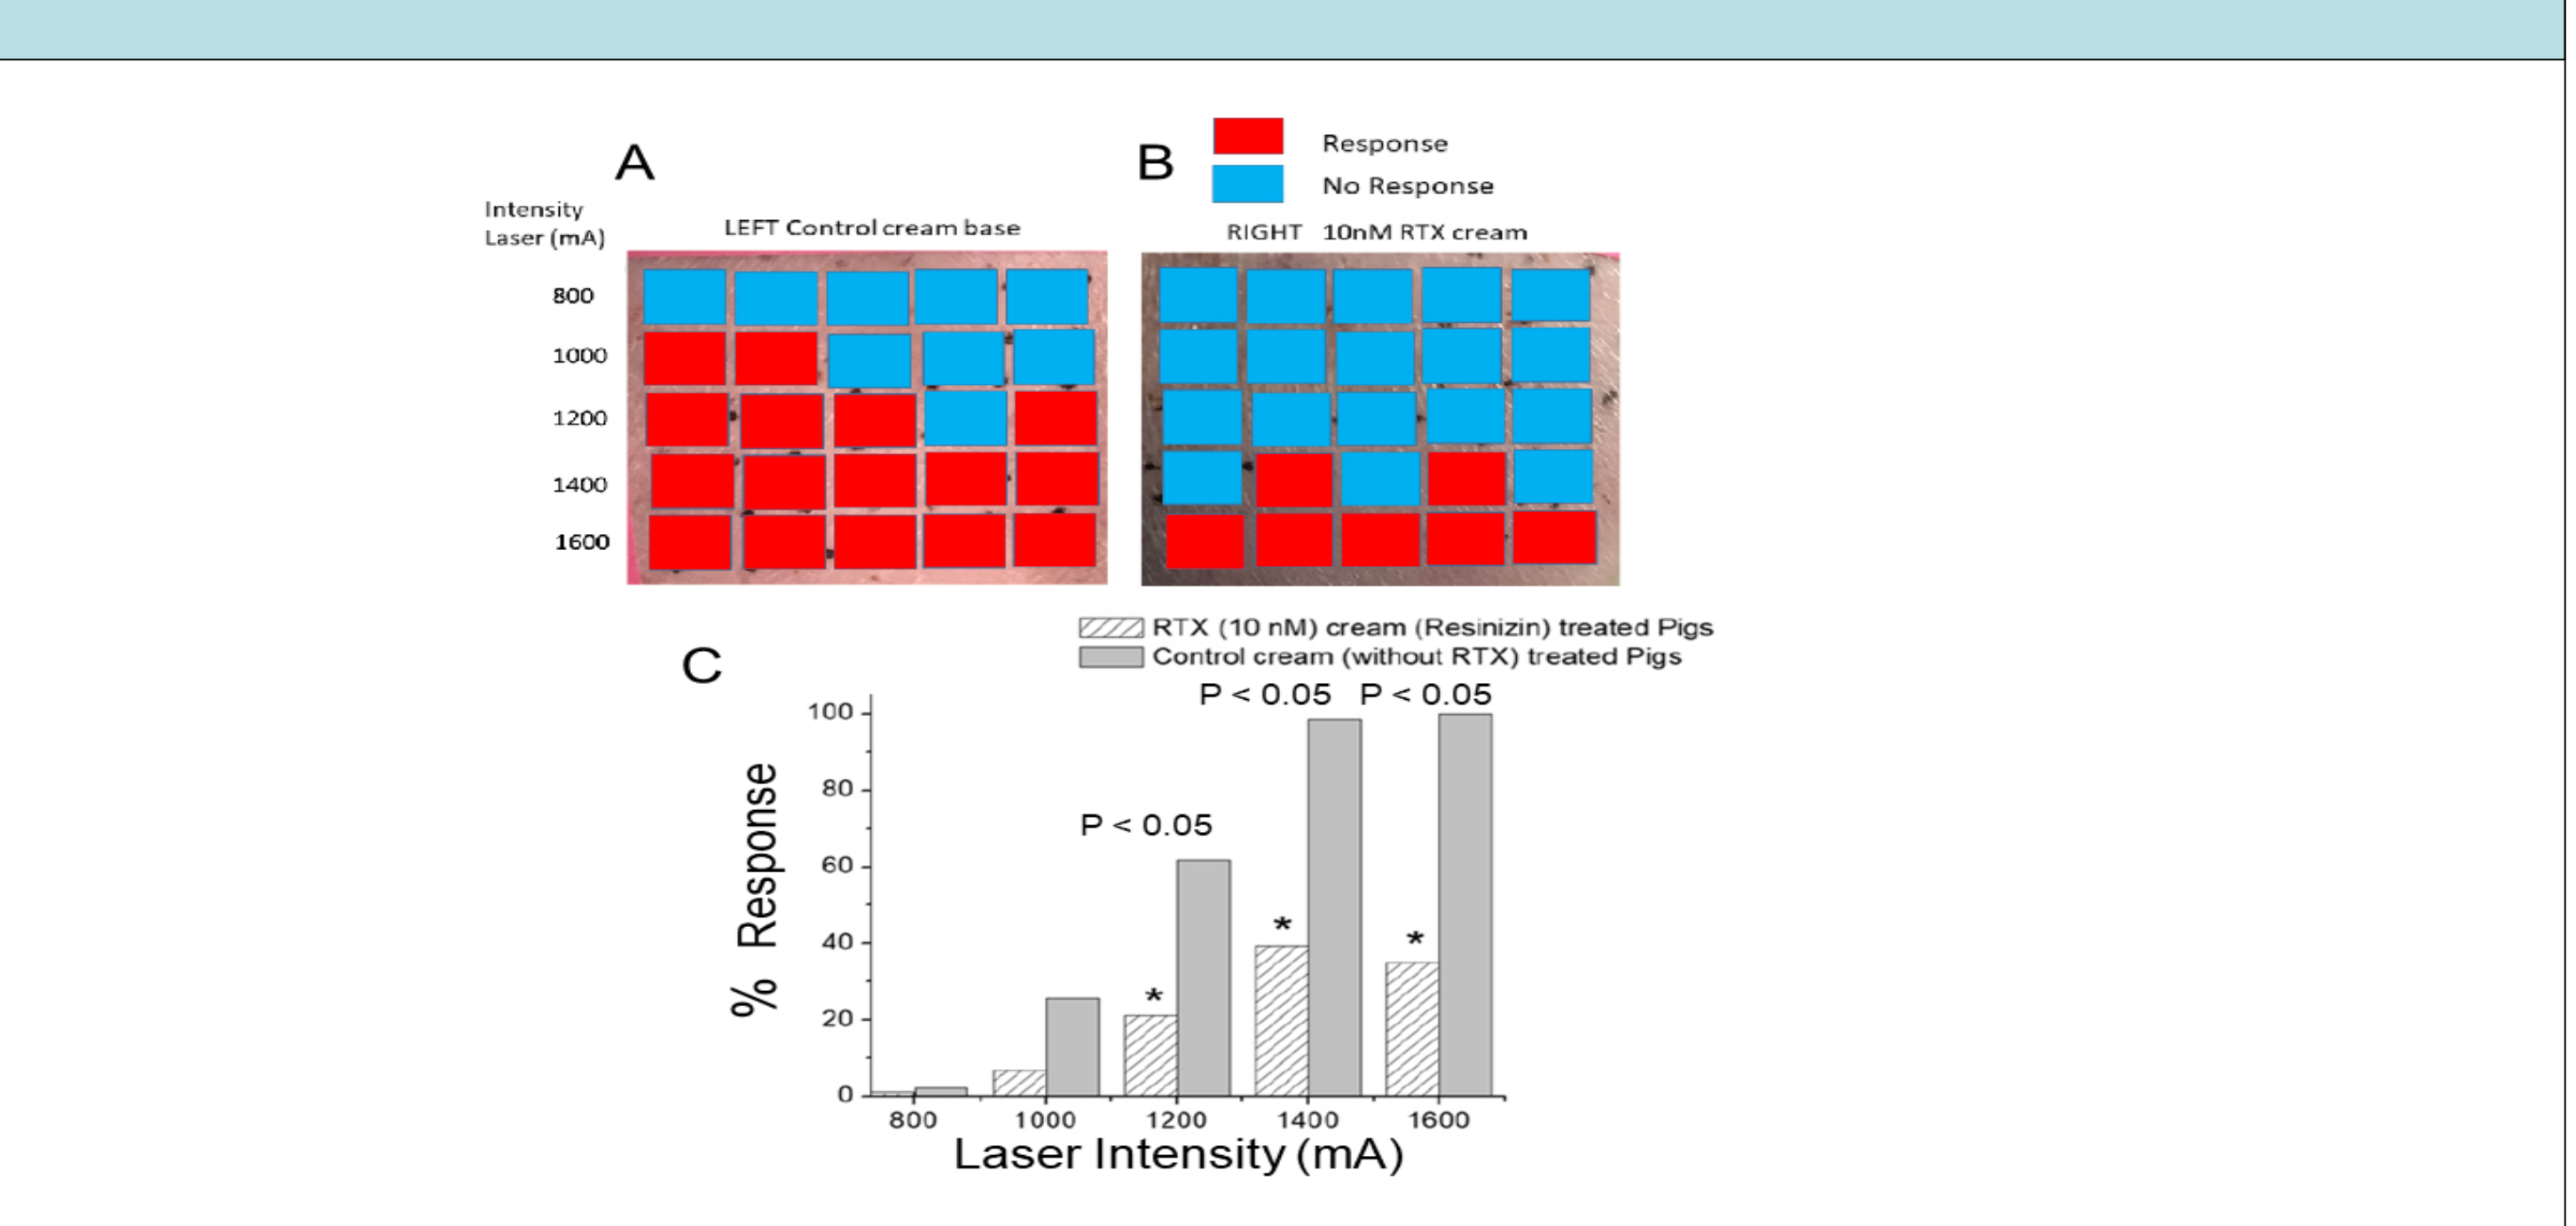 A
B
Response
No Response
Intensity
Laser (mA)
LEFT Control cream base
RIGHT 10nM RTX cream
800
1000
1200
1400
1600
RTX (10 nM) cream (Resinizin) treated Pigs
Control cream (without RTX) treated Pigs
C
P < 0.05 P < 0.05
P < 0.05
100
80
60
40
20
0
% Response
*
*
*
800 1000 1200 1400 1600
Laser Intensity (mA)